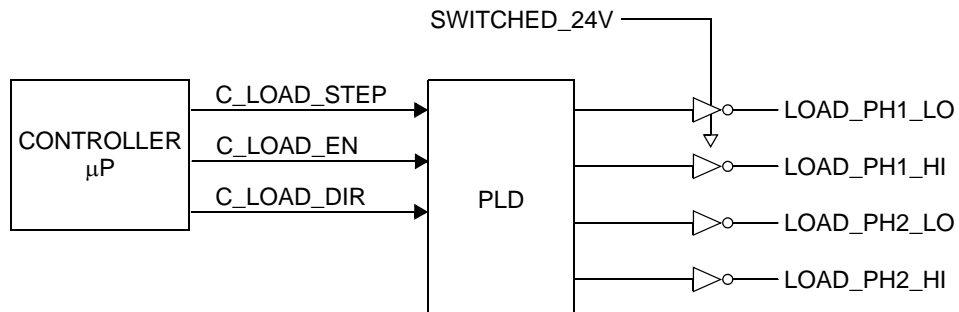 SWITCHED_24V
CONTROLLER
µP
C_LOAD_STEP
C_LOAD_EN
C_LOAD_DIR
PLD
LOAD_PH1_LO
LOAD_PH1_HI
LOAD_PH2_LO
LOAD_PH2_HI